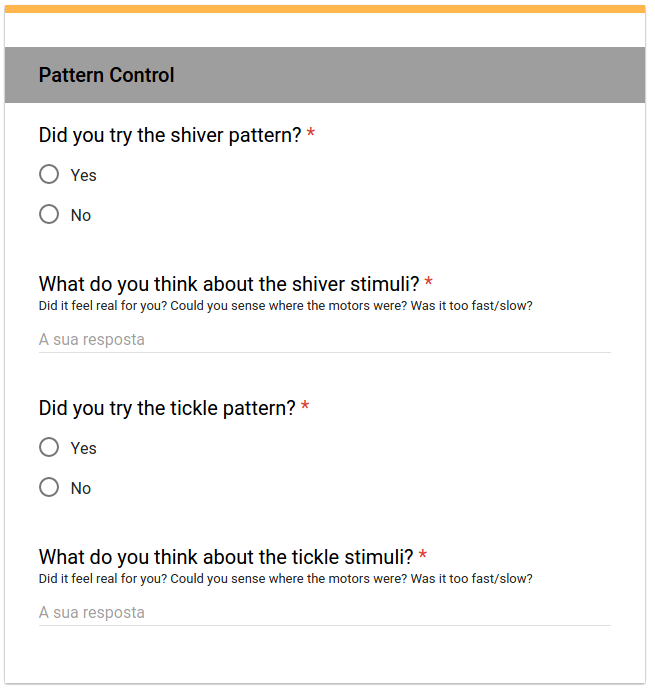 Pattern Control
Did you try the shiver pattern? *
Yes
No
What do you think about the shiver stimuli? *
Did it feel real for you? Could you sense where the motors were? Was it too fast/slow?
A sua resposta
Did you try the tickle pattern? *
Yes
No
What do you think about the tickle stimuli? *
Did it feel real for you? Could you sense where the motors were? Was it too fast/slow?
A sua resposta